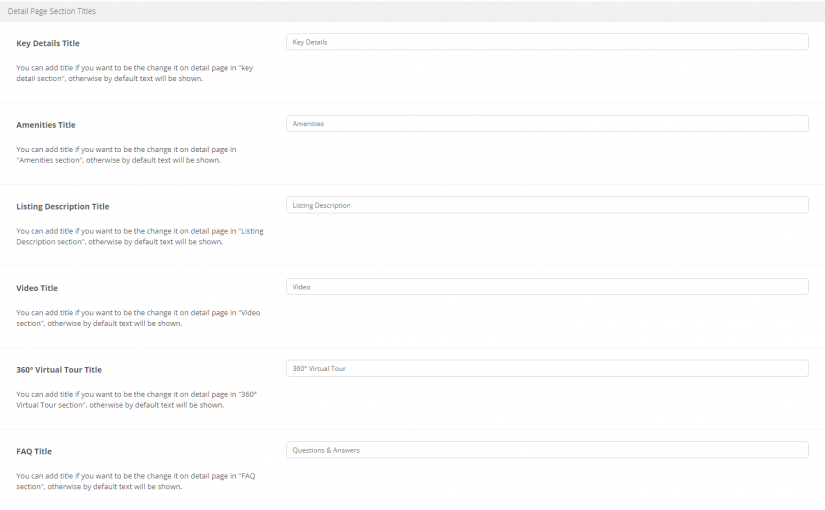 Detail Page Section Titles
Key Details Title
Key Details
You can add title if you want to be the change it on detail page in "key
detail section", otherwise by default text will be shown.
Amenities Title
Amenities
You can add title if you want to be the change it on detail page in
"Amenities section", otherwise by default text will be shown.
Listing Description Title
Listing Description
You can add title if you want to be the change it on detail page in "Listing
Description section", otherwise by default text will be shown.
Video Title
Video
You can add title if you want to be the change it on detail page in "Video
section", otherwise by default text will be shown.
360° Virtual Tour Title
360° Virtual Tour
You can add title if you want to be the change it on detail page in "360°
Virtual Tour section", otherwise by default text will be shown.
FAQ Title
Questions & Answers
You can add title if you want to be the change it on detail page in "FAQ
section", otherwise by default text will be shown.